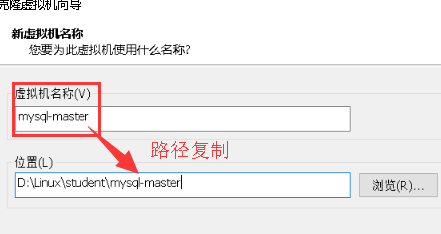 克隆虚拟机向导
新虚拟机名称
您要为此虚拟机使用什么名称?
虚拟机名称(V)
mysql-master
路径复制
位置(L)
D:\Linux\student\mysql-master
浏览(R)...